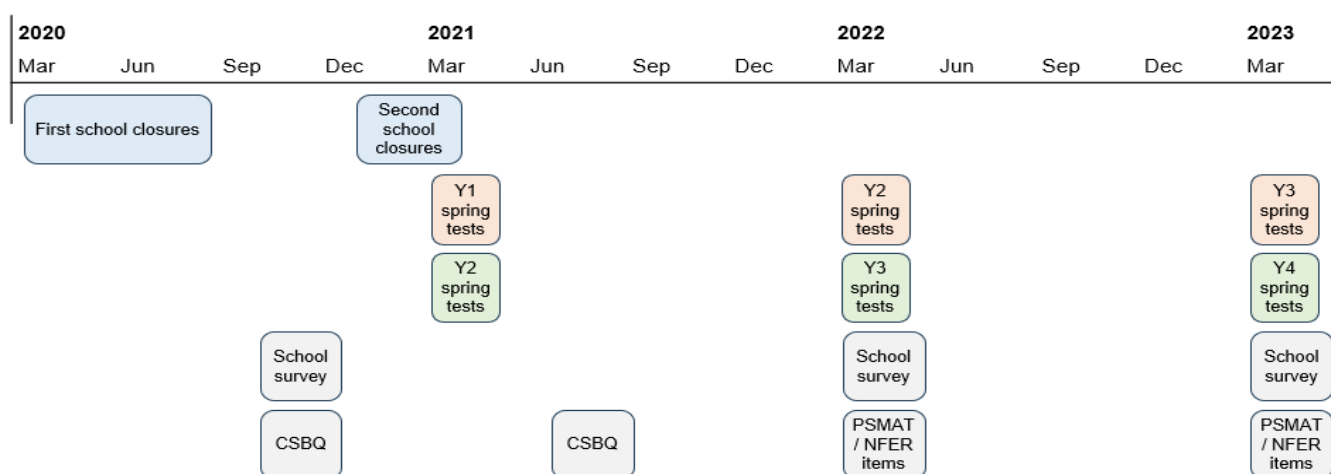 2020 2021 2022 2023
Mar Jun Sep Dec Mar Jun Sep Dec Mar Jun Sep Dec Mar
First school closures
Second
school
closures
Y1
spring
tests
Y2
spring
tests
Y3
spring
tests
Y2
spring
tests
Y3
spring
tests
Y4
spring
tests
School
survey
School
survey
School
survey
CSBQ
CSBQ
PSMAT
/ NFER
items
PSMAT
/ NFER
items